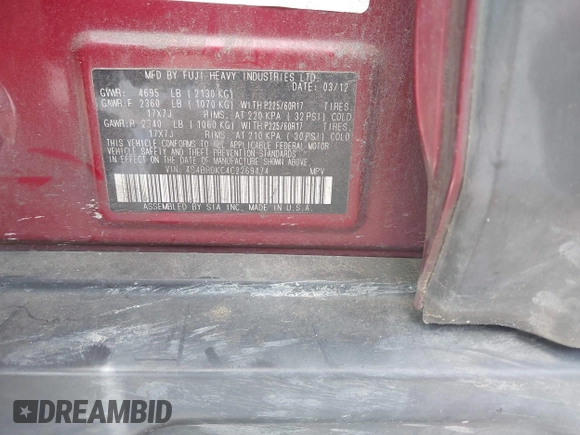 MFD BY FUJI HEAVY INDUSTRIES LTD.
DATE: 03/12
GVWR: 4695 LB ( 2130 KG)
GAWR:F 2360 LB ( 1070 KG) WITH P225/60R17 TIRES,
17X7J RIMS, AT 220 KPA ( 32 PSI) COLD
GAWR:R 2340 LB ( 1060 KG) WITH P225/60R17 TIRES,
17X7J RIMS, AT 210 KPA ( 30 PSI) COLD
THIS VEHICLE CONFORMS TO ALL APPLICABLE FEDERAL MOTOR
VEHICLE SAFETY STANDARDS IN EFFECT ON THE
DATE OF MANUFACTURE SHOWN ABOVE.
VIN: MPV
ASSEMBLED BY SIA INC. MADE IN U.S.A.
DREAMBID